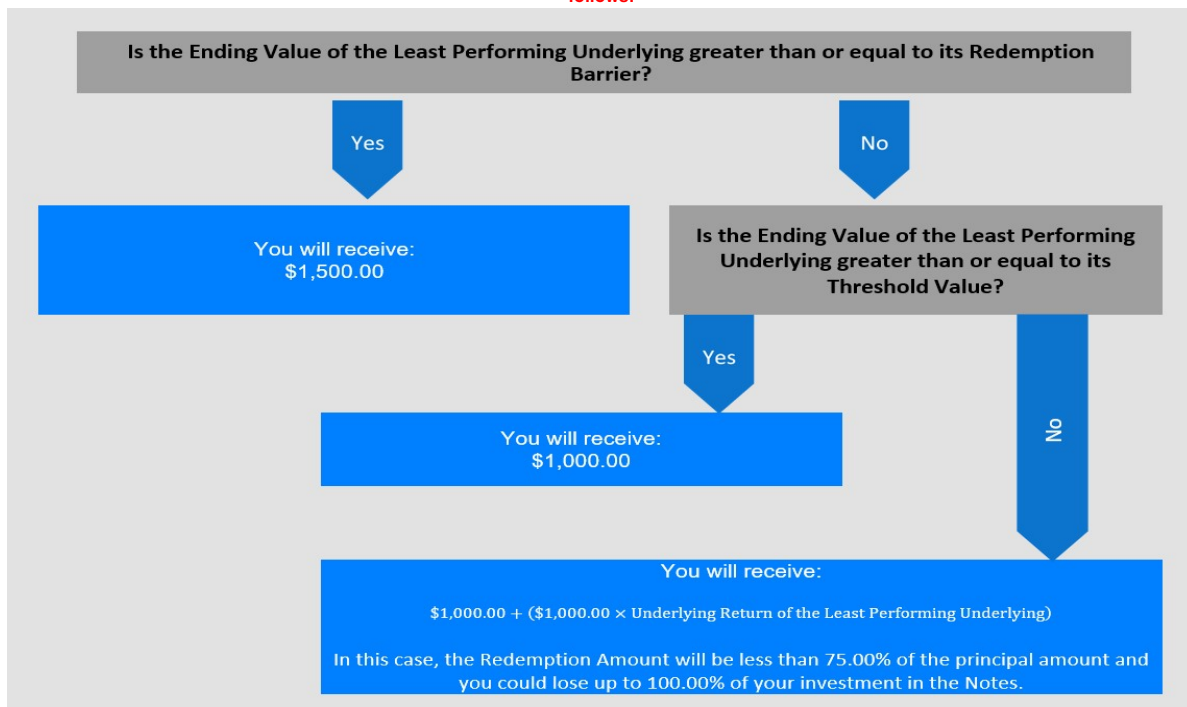 Is the Ending Value of the Least Performing Underlying greater than or equal to its Redemption
Barrier?
Yes
No
You will receive:
$1,500.00
Is the Ending Value of the Least Performing
Underlying greater than or equal to its
Threshold Value?
Yes
No
You will receive:
$1,000.00
You will receive:
$1,000.00 + ($1,000.00 × Underlying Return of the Least Performing Underlying)
In this case, the Redemption Amount will be less than 75.00% of the principal amount and
you could lose up to 100.00% of your investment in the Notes.